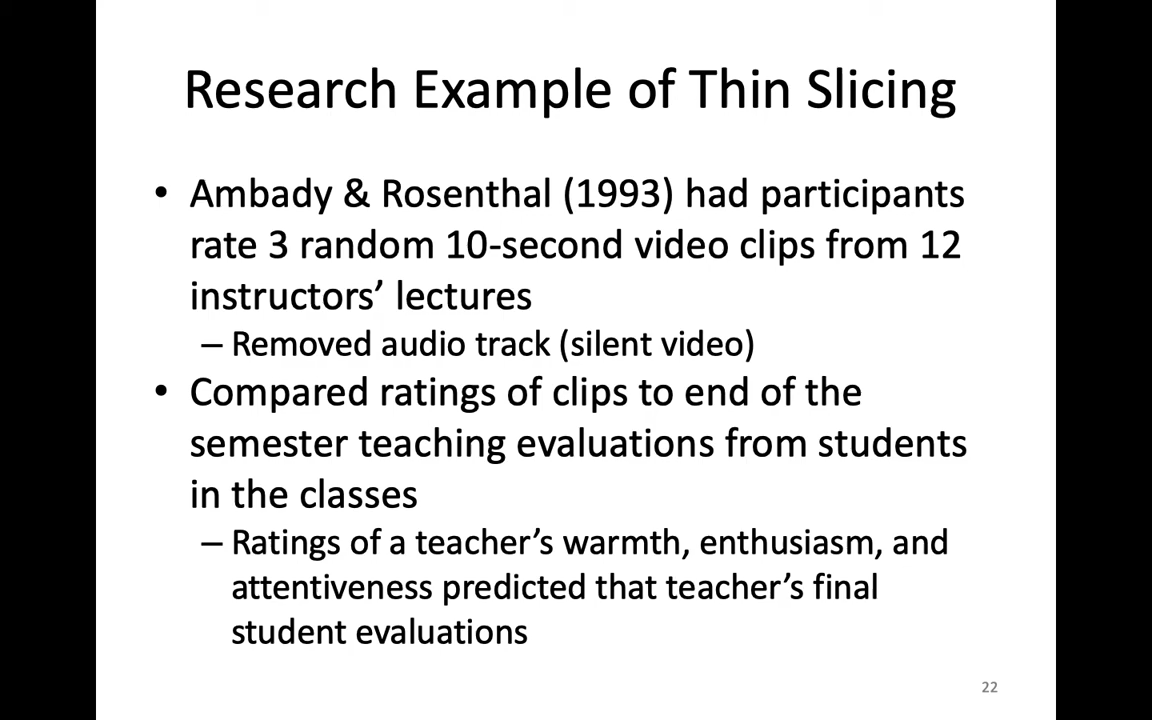 Research Example of Thin Slicing
• Ambady & Rosenthal (1993) had participants
rate 3 random 10-second video clips from 12
instructors’ lectures
– Removed audio track (silent video)
• Compared ratings of clips to end of the
semester teaching evaluations from students
in the classes
– Ratings of a teacher’s warmth, enthusiasm, and
attentiveness predicted that teacher’s final
student evaluations
22